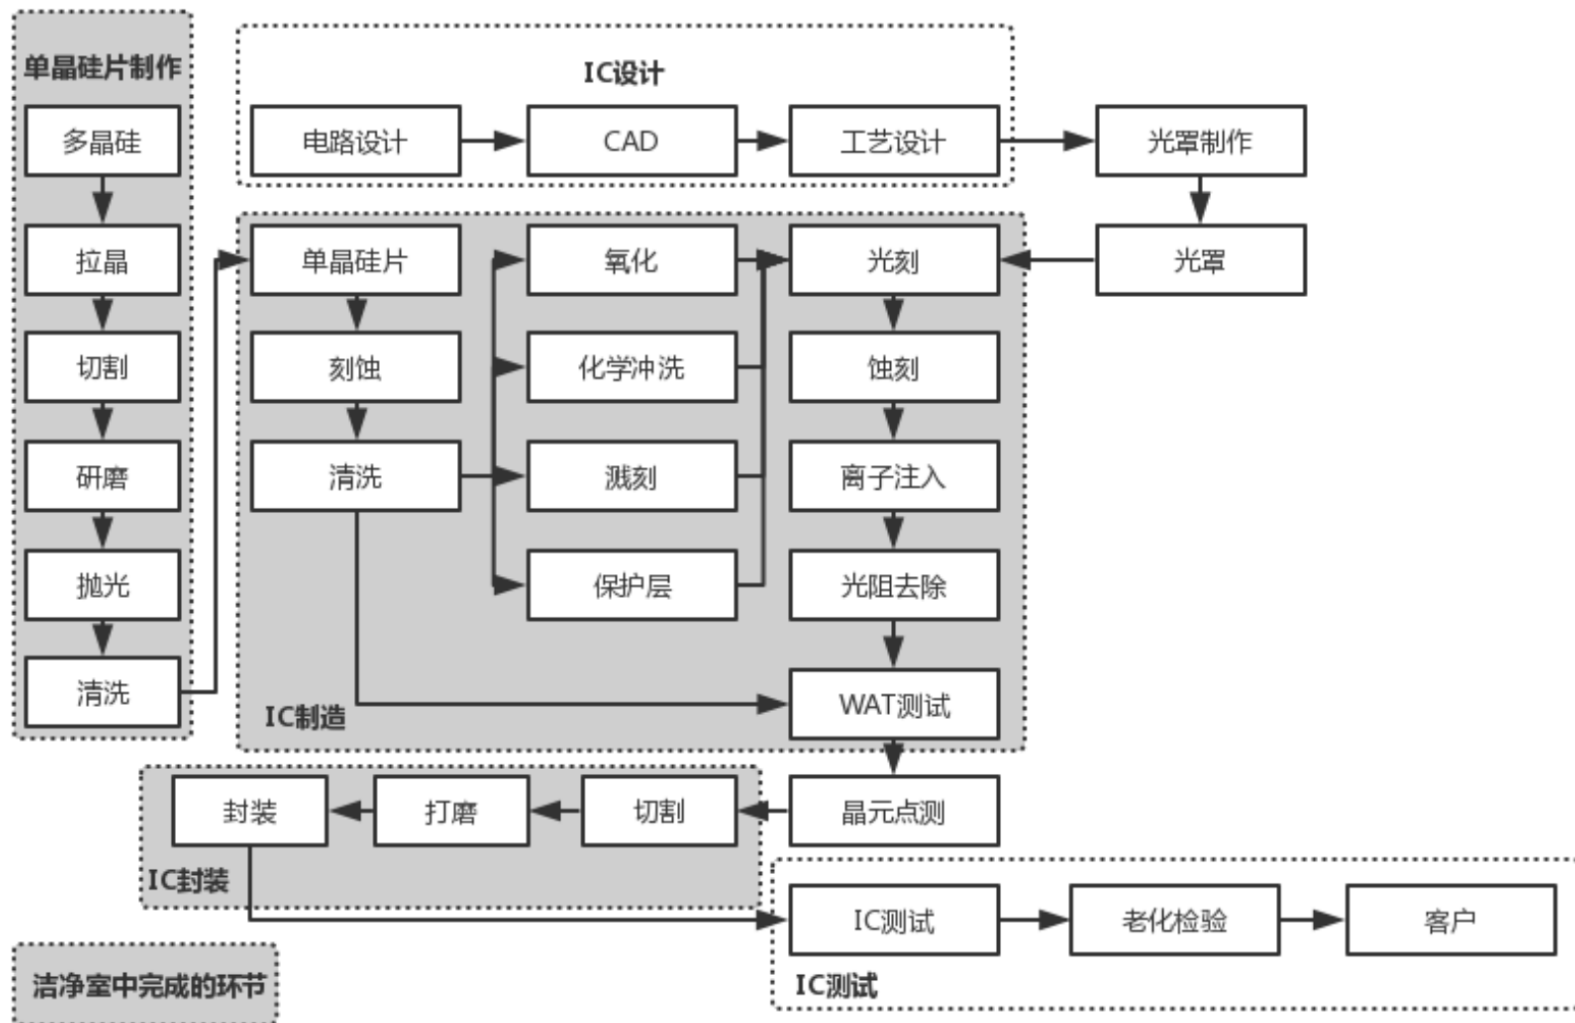 单晶硅片制作
多晶硅
拉晶
切割
研磨
抛光
清洗
IC设计
电路设计
CAD
工艺设计
光罩制作
光罩
单晶硅片
刻蚀
清洗
氧化
化学冲洗
溅刻
保护层
光刻
蚀刻
离子注入
光阻去除
WAT测试
IC制造
晶元点测
切割
打磨
封装
IC封装
IC测试
老化检验
客户
IC测试
洁净室中完成的环节